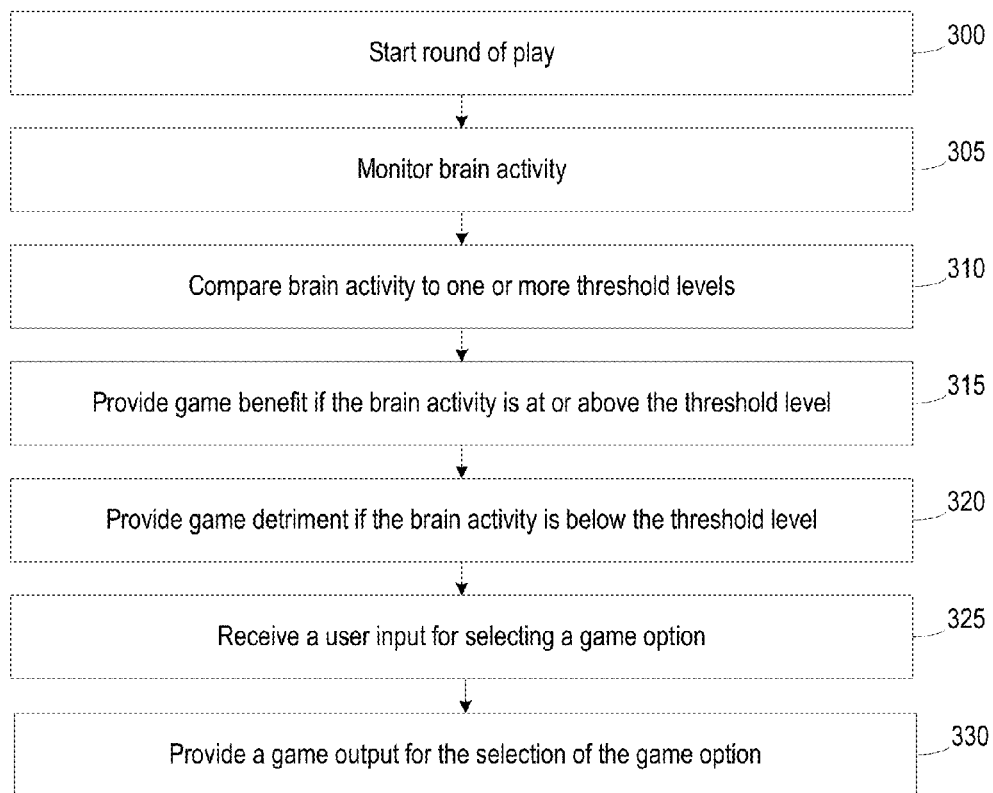 Start round of play
300
Monitor brain activity
305
Compare brain activity to one or more threshold levels
310
Provide game benefit if the brain activity is at or above the threshold level
315
Provide game detriment if the brain activity is below the threshold level
320
Receive a user input for selecting a game option
325
Provide a game output for the selection of the game option
330